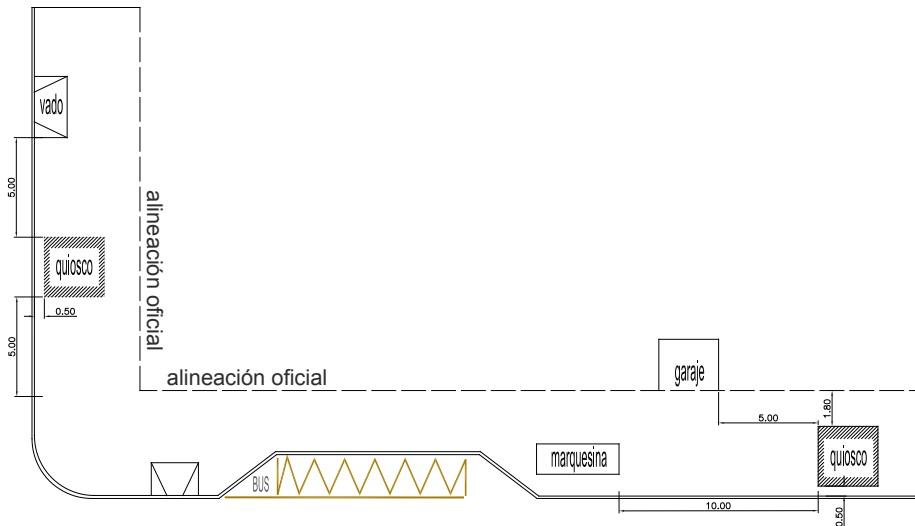 vado
5.00
quiosco
0.50
5.00
alineación oficial
alineación oficial
garaje
5.00
1.80
BUS
marquesina
quiosco
10.00
0.50